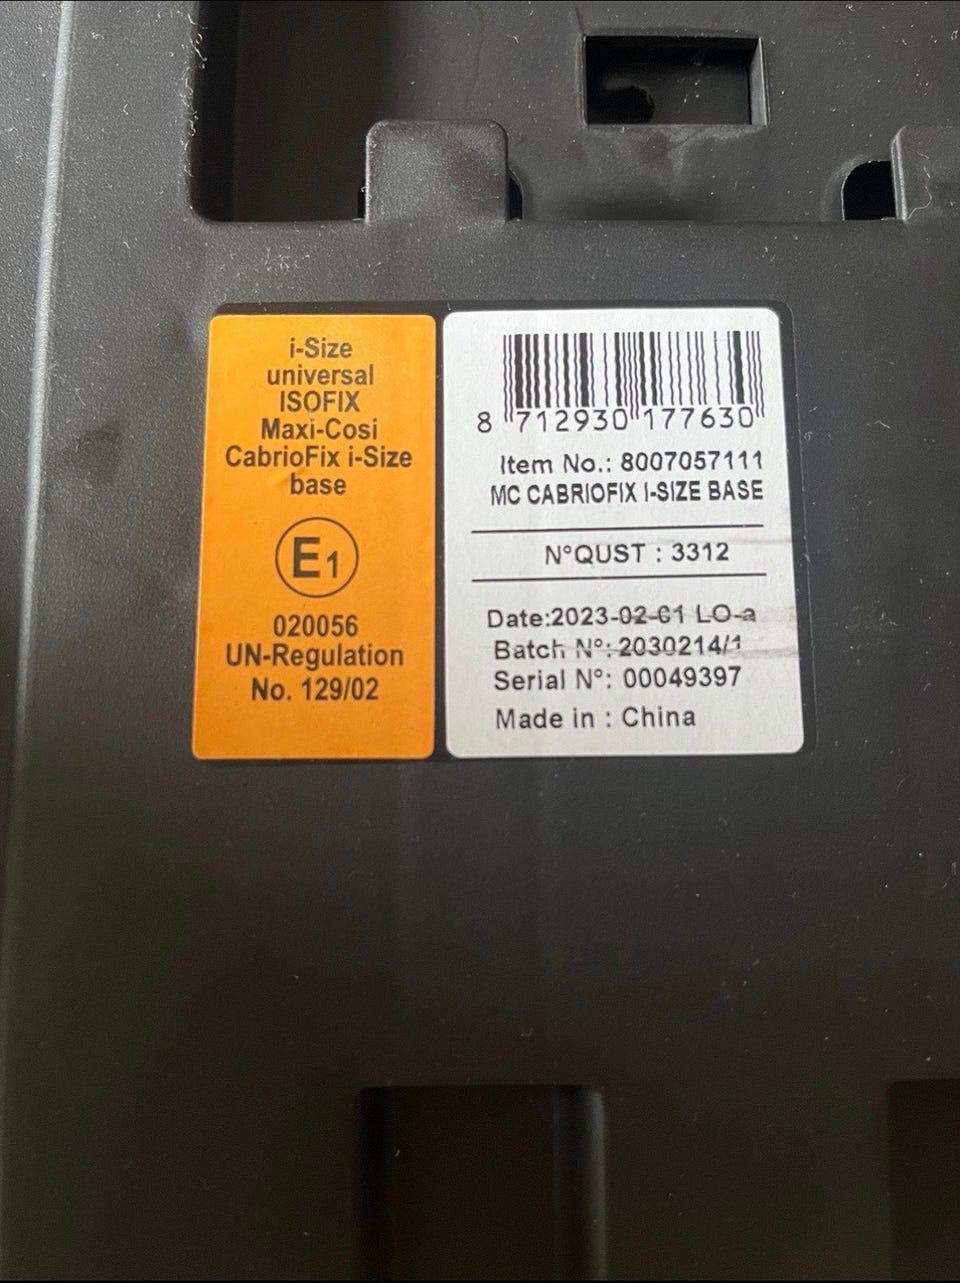 i-Size
universal
ISOFIX
Maxi-Cosi
CabrioFix i-Size
base
E1
020056
UN-Regulation
No. 129/02
8 712930 177630
Item No.: 8007057111
MC CABRIOFIX I-SIZE BASE
N°QUST : 3312
Date:2023-02-01 LO-a
Batch N°: 2030214/1
Serial N°: 00049397
Made in : China